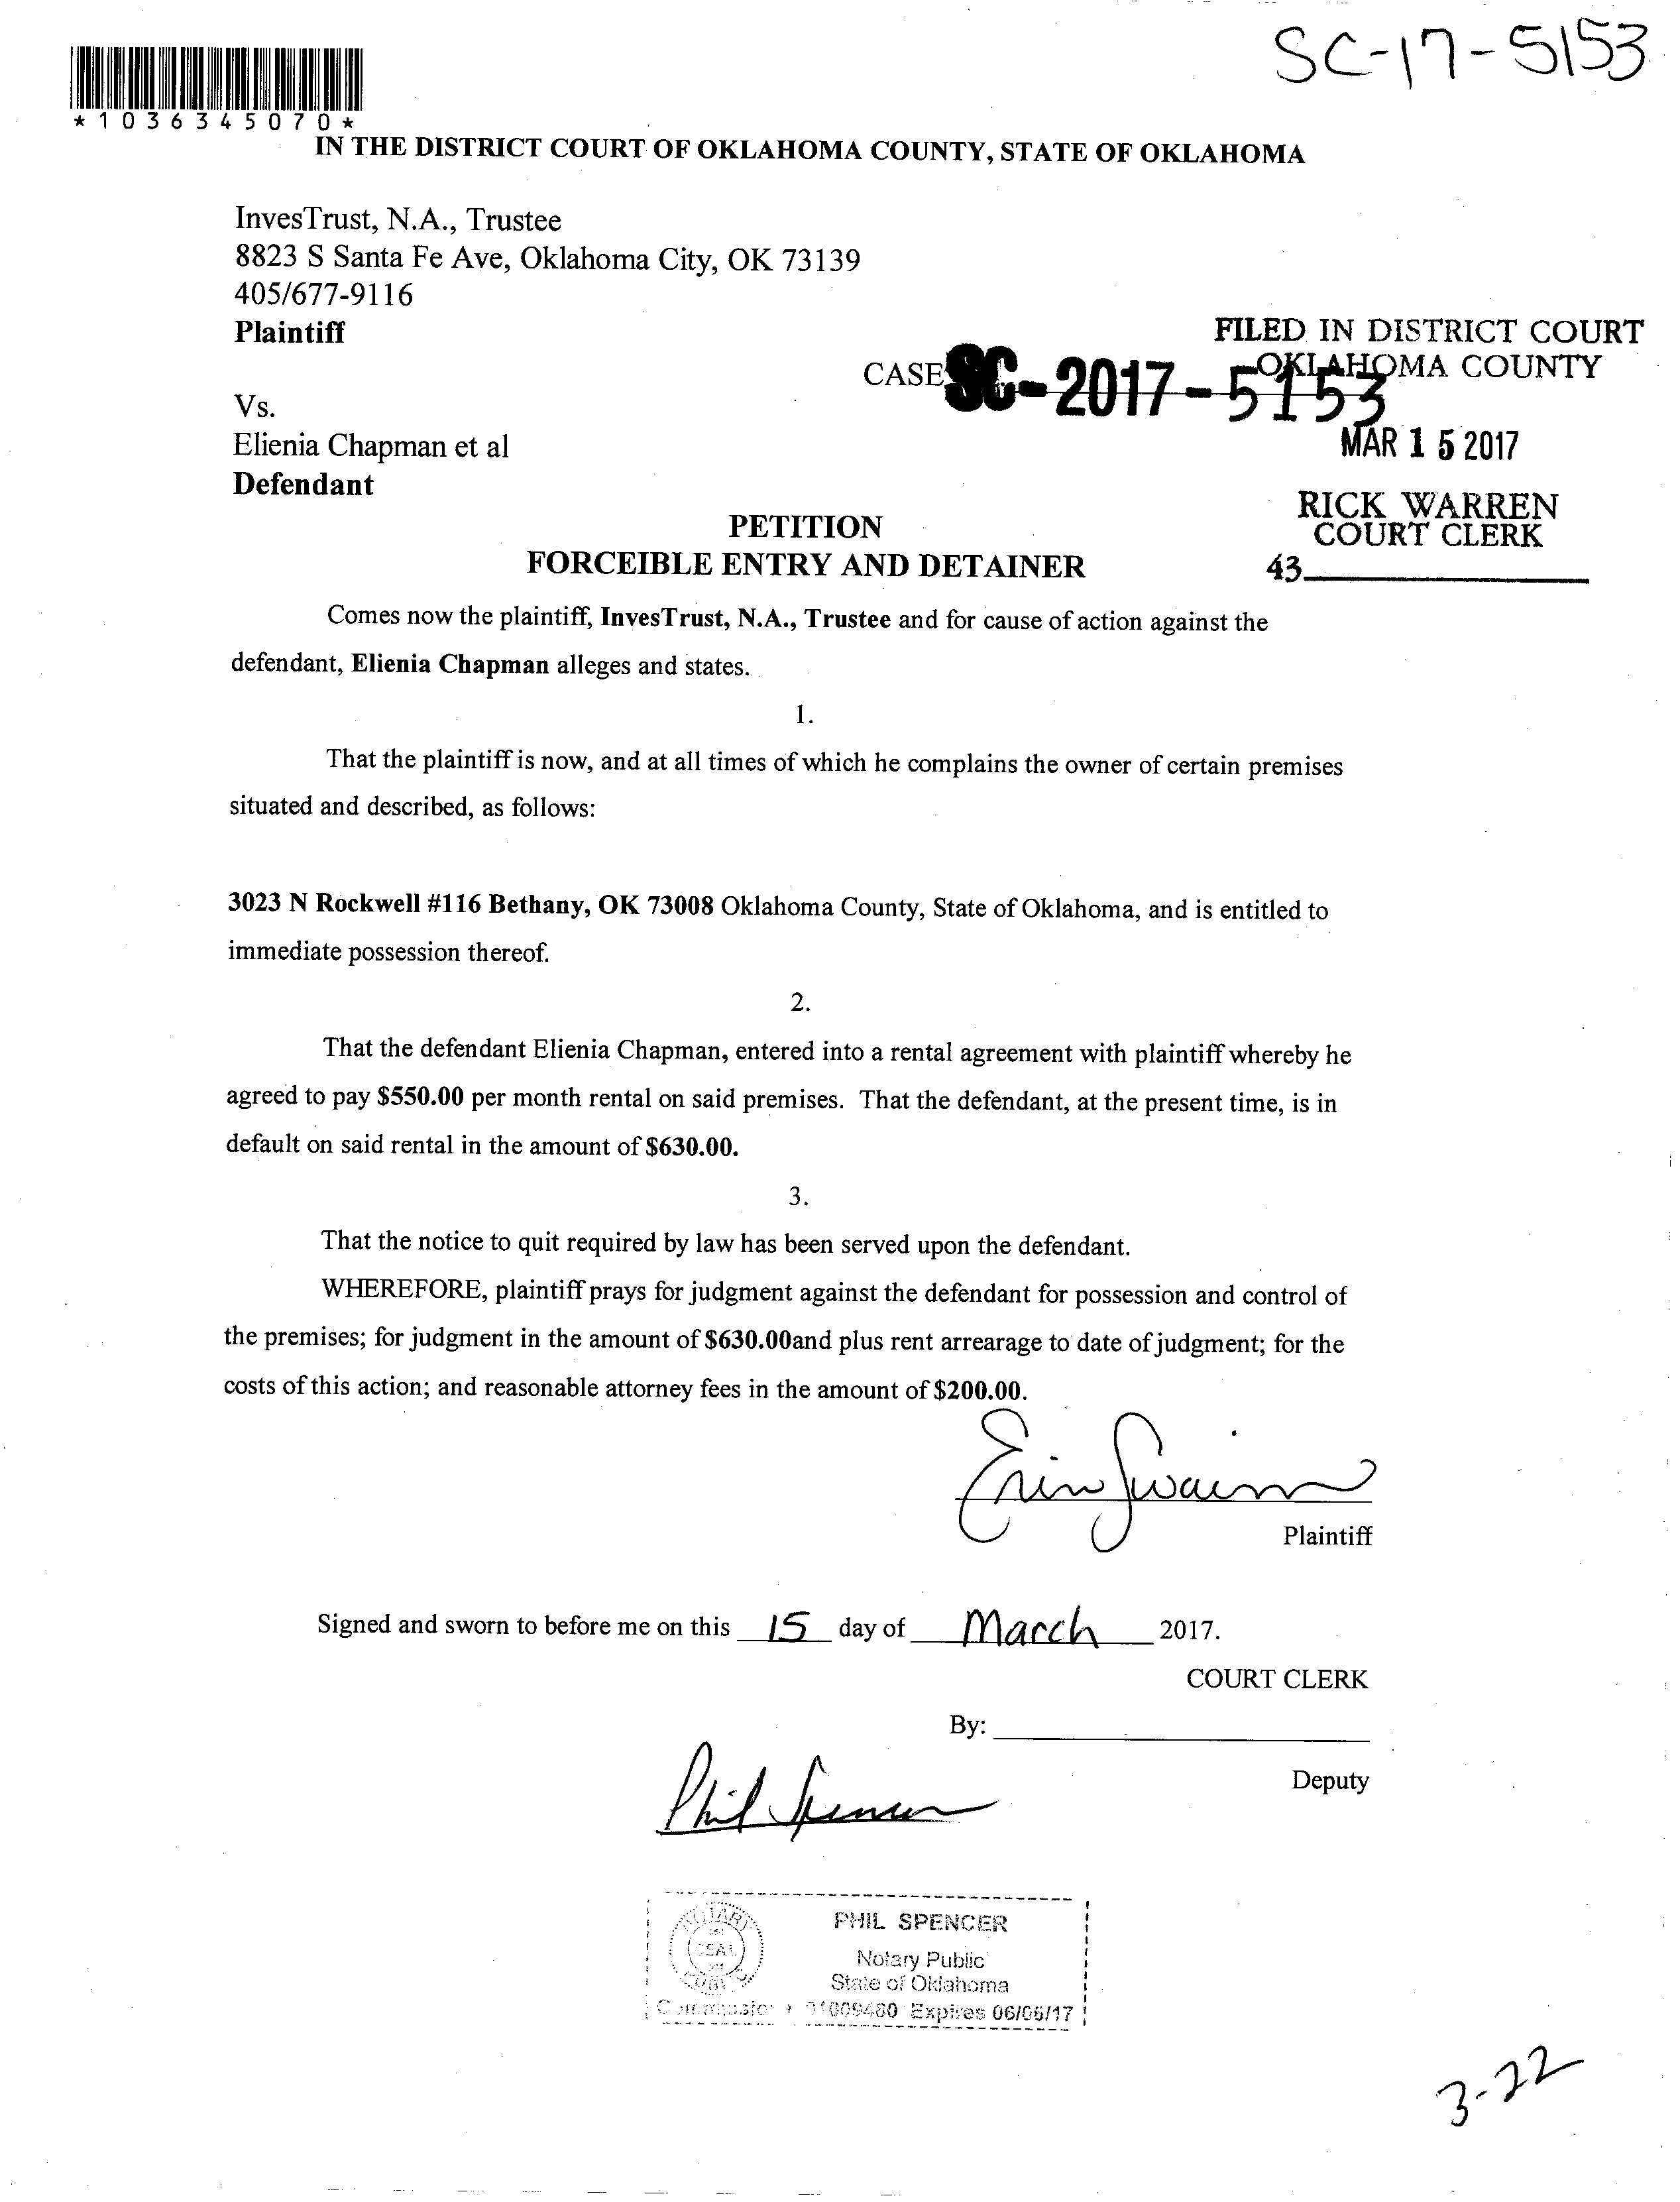 SC-17-5153
*1036345070*
IN THE DISTRICT COURT OF OKLAHOMA COUNTY, STATE OF OKLAHOMA
InvesTrust, N.A., Trustee
8823 S Santa Fe Ave, Oklahoma City, OK 73139
405/677-9116
Plaintiff
FILED IN DISTRICT COURT
OKLAHOMA COUNTY
CASE SC-2017-5153
Vs.
MAR 15 2017
Elienia Chapman et al
Defendant
RICK WARREN
COURT CLERK
43
PETITION
FORCEIBLE ENTRY AND DETAINER
Comes now the plaintiff, InvesTrust, N.A., Trustee and for cause of action against the
defendant, Elienia Chapman alleges and states.
1.
That the plaintiff is now, and at all times of which he complains the owner of certain premises
situated and described, as follows:
3023 N Rockwell #116 Bethany, OK 73008 Oklahoma County, State of Oklahoma, and is entitled to
immediate possession thereof.
2.
That the defendant Elienia Chapman, entered into a rental agreement with plaintiff whereby he
agreed to pay $550.00 per month rental on said premises. That the defendant, at the present time, is in
default on said rental in the amount of $630.00.
3.
That the notice to quit required by law has been served upon the defendant.
WHEREFORE, plaintiff prays for judgment against the defendant for possession and control of
the premises; for judgment in the amount of $630.00and plus rent arrearage to date of judgment; for the
costs of this action; and reasonable attorney fees in the amount of $200.00.
Erin Swain
Plaintiff
Signed and sworn to before me on this 15 day of March 2017.
COURT CLERK
By:
Deputy
Phil Spencer
PHIL SPENCER
Notary Public
State of Oklahoma
Commission # 01009480 Expires 06/06/17
NOTARY
SEAL
PUBLIC
3-22